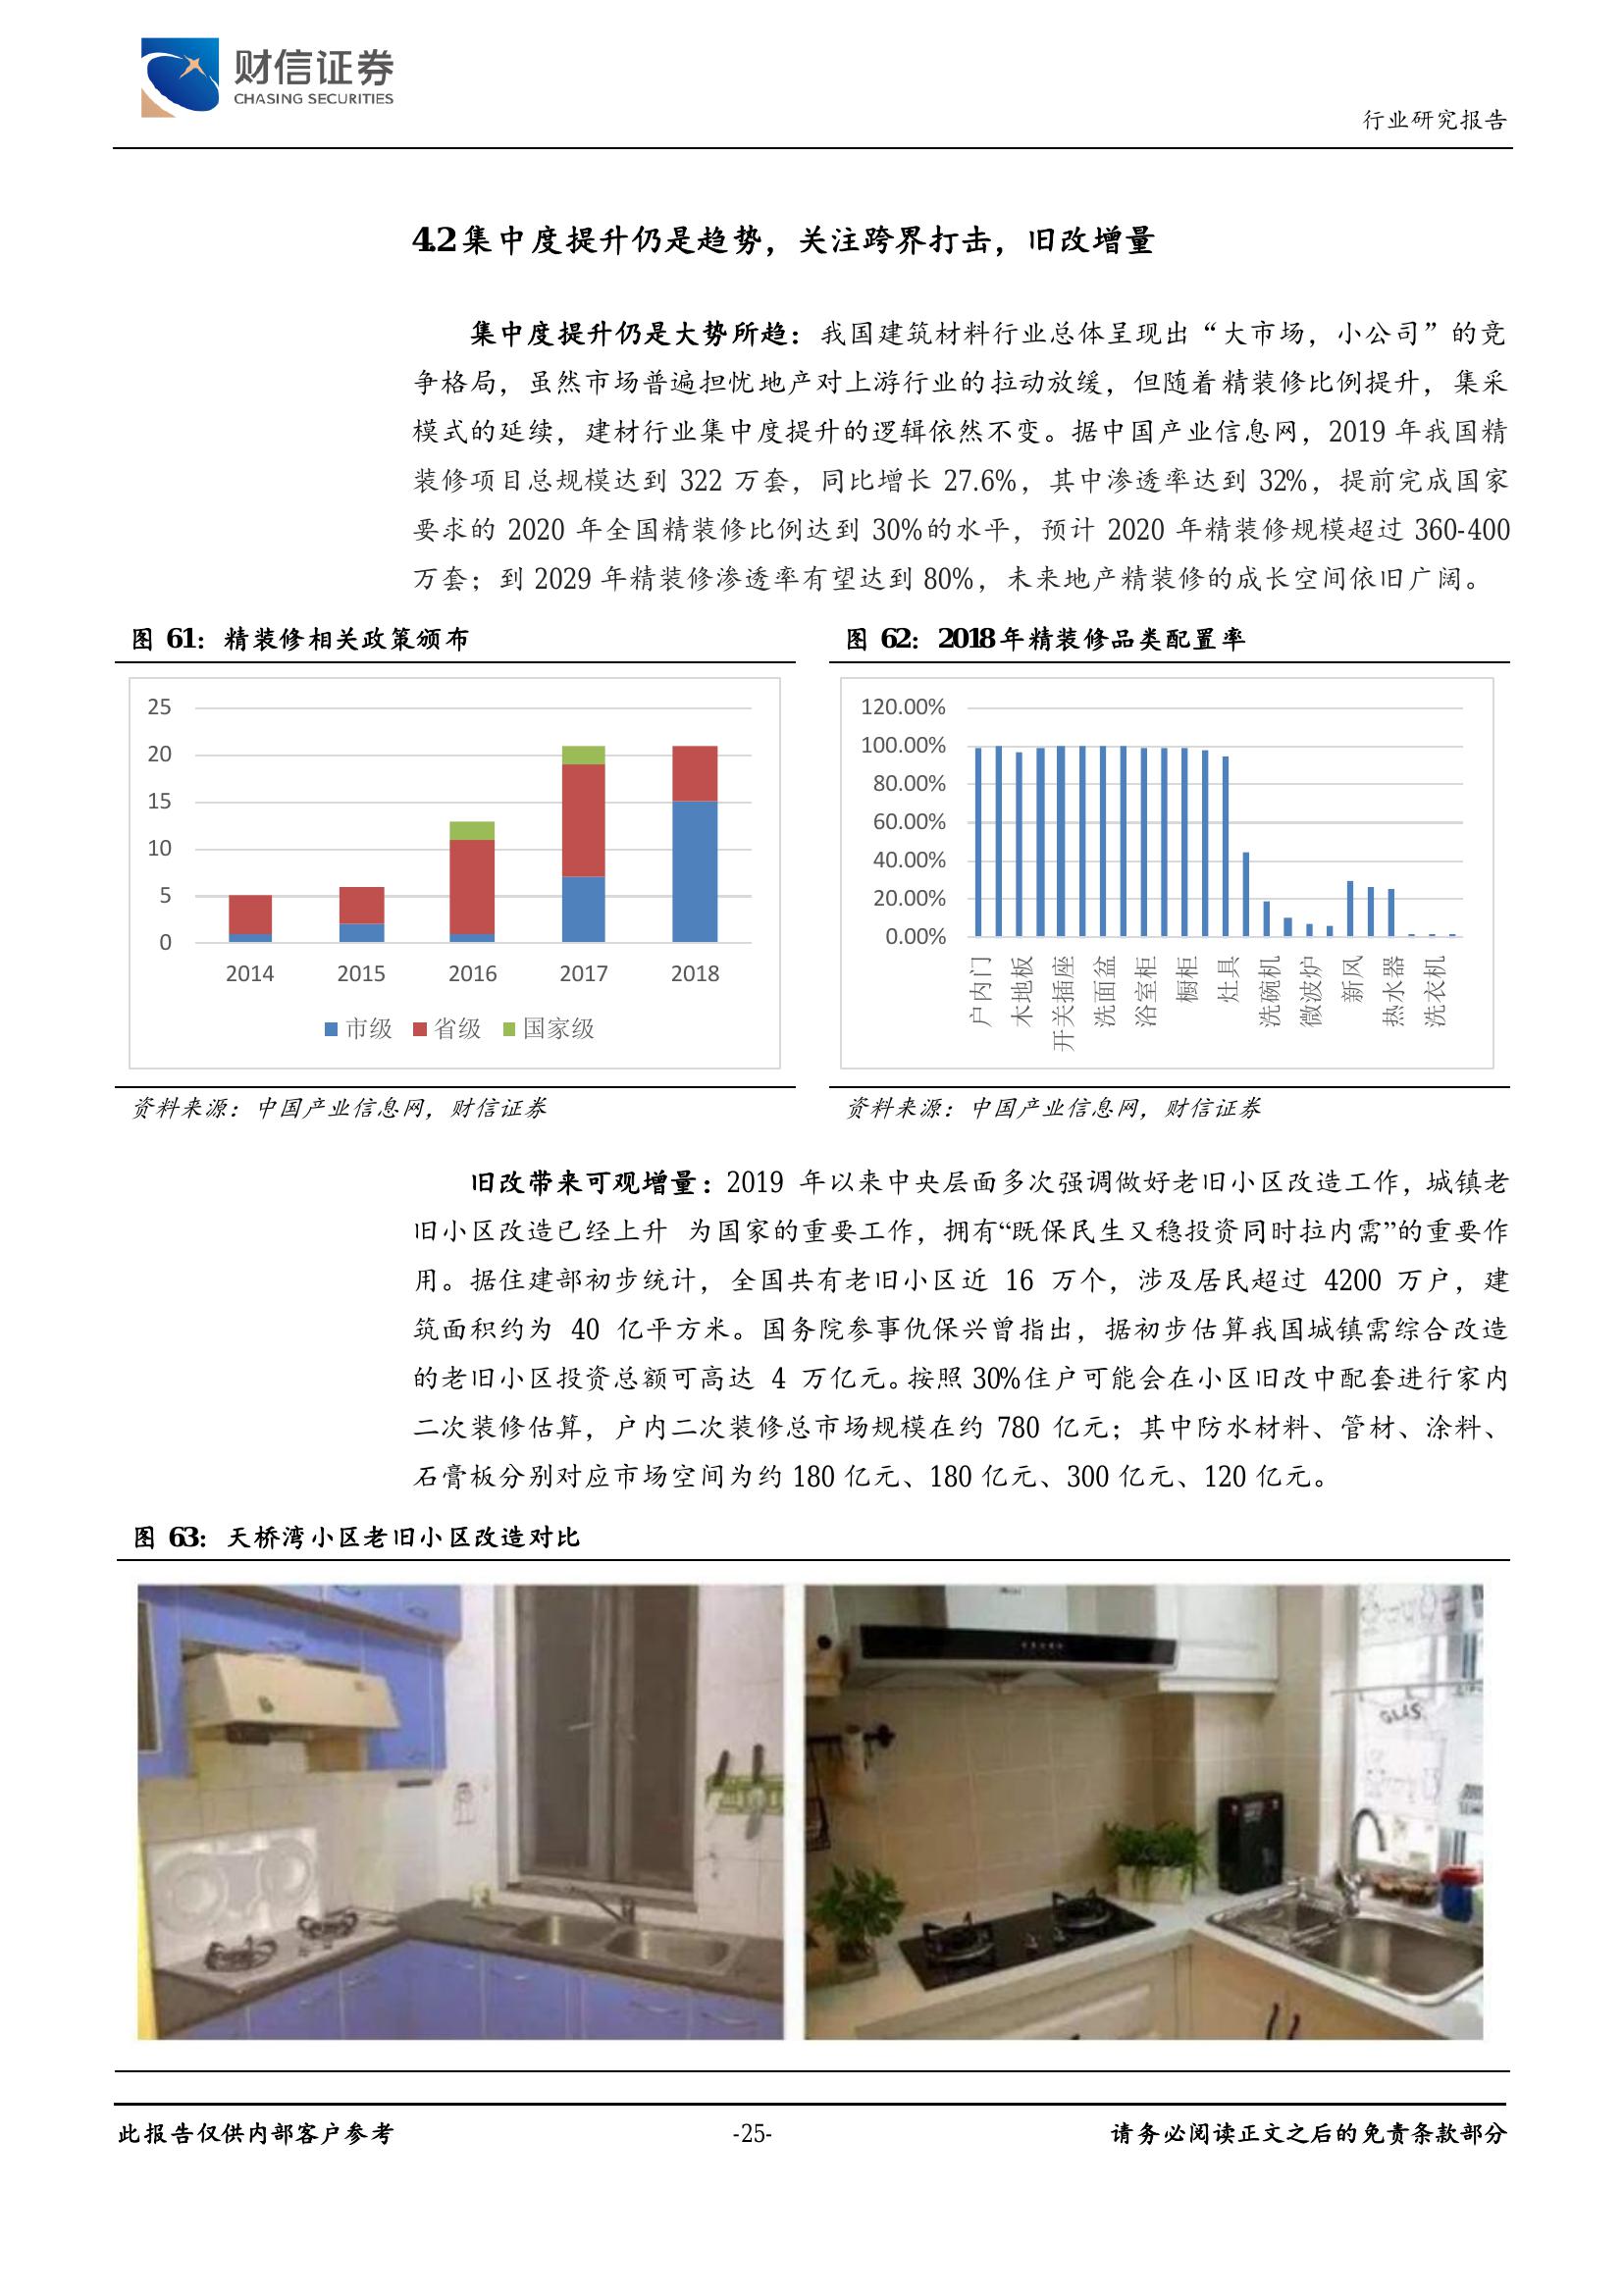 财信证券
CHASING SECURITIES
行业研究报告
4.2 集中度提升仍是趋势，关注跨界打击，旧改增量
集中度提升仍是大势所趋：我国建筑材料行业总体呈现出“大市场，小公司”的竞
争格局，虽然市场普遍担忧地产对上游行业的拉动放缓，但随着精装修比例提升，集采
模式的延续，建材行业集中度提升的逻辑依然不变。据中国产业信息网，2019 年我国精
装修项目总规模达到 322 万套，同比增长 27.6%，其中渗透率达到 32%，提前完成国家
要求的 2020 年全国精装修比例达到 30%的水平，预计 2020 年精装修规模超过 360-400
万套；到 2029 年精装修渗透率有望达到 80%，未来地产精装修的成长空间依旧广阔。
图 61：精装修相关政策颁布
25
20
15
10
5
0
2014 2015 2016 2017 2018
市级 省级 国家级
资料来源：中国产业信息网，财信证券
图 62：2018 年精装修品类配置率
120.00%
100.00%
80.00%
60.00%
40.00%
20.00%
0.00%
户内门 木地板 开关插座 洗面盆 浴室柜 橱柜 灶具 洗碗机 微波炉 新风 热水器 洗衣机
资料来源：中国产业信息网，财信证券
旧改带来可观增量：2019 年以来中央层面多次强调做好老旧小区改造工作，城镇老
旧小区改造已经上升 为国家的重要工作，拥有“既保民生又稳投资同时拉内需”的重要作
用。据住建部初步统计，全国共有老旧小区近 16 万个，涉及居民超过 4200 万户，建
筑面积约为 40 亿平方米。国务院参事仇保兴曾指出，据初步估算我国城镇需综合改造
的老旧小区投资总额可高达 4 万亿元。按照 30%住户可能会在小区旧改中配套进行家内
二次装修估算，户内二次装修总市场规模在约 780 亿元；其中防水材料、管材、涂料、
石膏板分别对应市场空间为约 180 亿元、180 亿元、300 亿元、120 亿元。
图 63：天桥湾小区老旧小区改造对比
此报告仅供内部客户参考
-25-
请务必阅读正文之后的免责条款部分